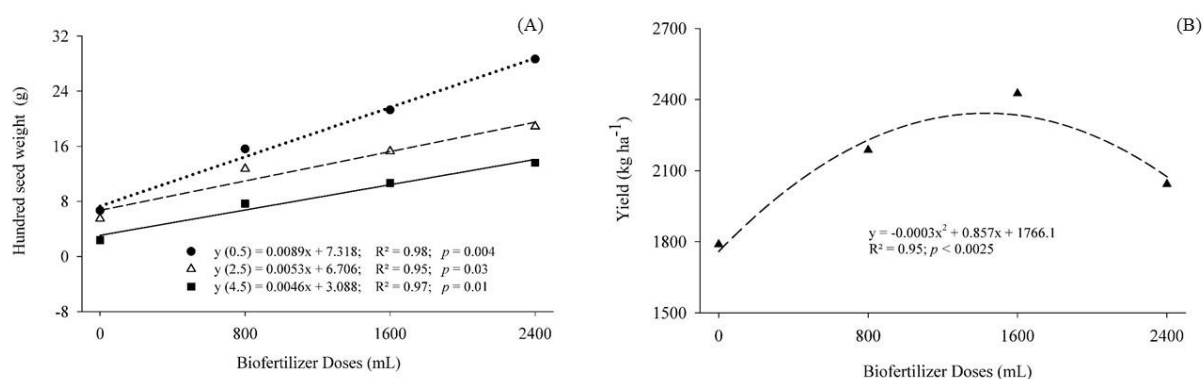 (A)
Hundred seed weight (g)
32
24
16
8
0
-8
y (0.5) = 0.0089x + 7.318; R² = 0.98; p = 0.004
y (2.5) = 0.0053x + 6.706; R² = 0.95; p = 0.03
y (4.5) = 0.0046x + 3.088; R² = 0.97; p = 0.01
0 800 1600 2400
Biofertilizer Doses (mL)
(B)
Yield (kg ha⁻¹)
2700
2400
2100
1800
1500
y = -0.0003x² + 0.857x + 1766.1
R² = 0.95; p < 0.0025
0 800 1600 2400
Biofertilizer Doses (mL)